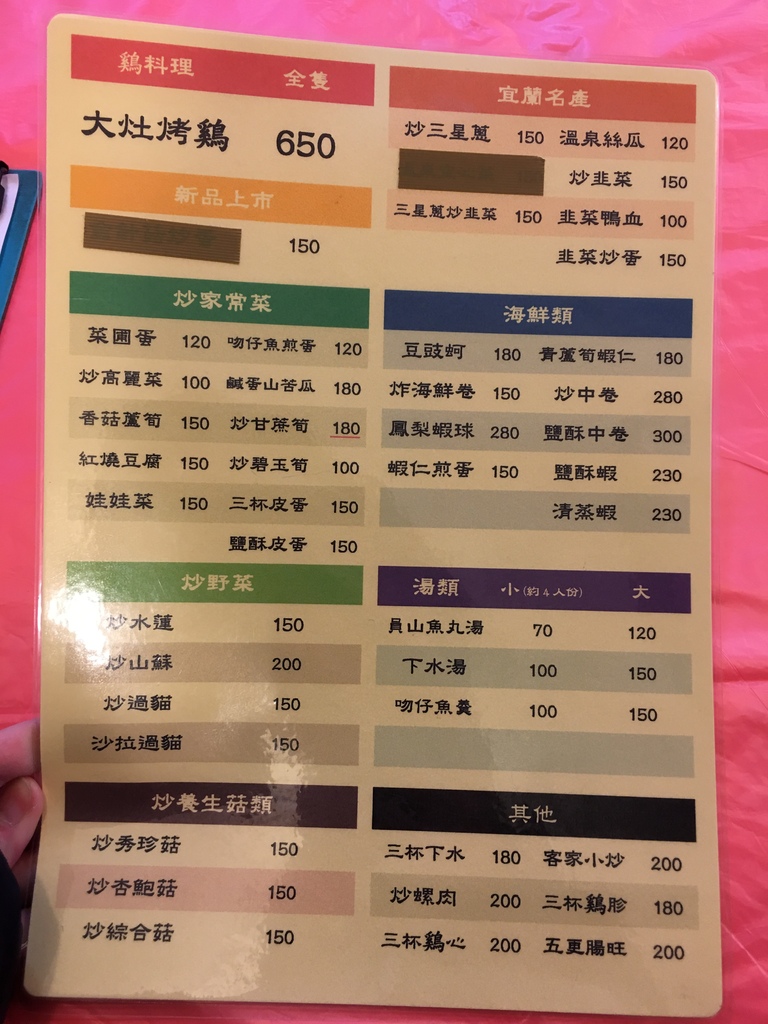 鷄料理 全隻
大灶烤鷄 650
新品上市
150
炒家常菜
菜圃蛋 120 吻仔魚煎蛋 120
炒高麗菜 100 鹹蛋山苦瓜 180
香菇蘆筍 150 炒甘蔗筍 180
紅燒豆腐 150 炒碧玉筍 100
娃娃菜 150 三杯皮蛋 150
鹽酥皮蛋 150
炒野菜
炒水蓮 150
炒山蘇 200
炒過貓 150
沙拉過貓 150
炒養生菇類
炒秀珍菇 150
炒杏鮑菇 150
炒綜合菇 150
宜蘭名產
炒三星蔥 150 溫泉絲瓜 120
炒韭菜 150
三星蔥炒韭菜 150 韭菜鴨血 100
韭菜炒蛋 150
海鮮類
豆豉蚵 180 青蘆筍蝦仁 180
炸海鮮卷 150 炒中卷 280
鳳梨蝦球 280 鹽酥中卷 300
蝦仁煎蛋 150 鹽酥蝦 230
清蒸蝦 230
湯類 小(約4人份) 大
員山魚丸湯 70 120
下水湯 100 150
吻仔魚羹 100 150
其他
三杯下水 180 客家小炒 200
炒螺肉 200 三杯鷄胗 180
三杯鷄心 200 五更腸旺 200